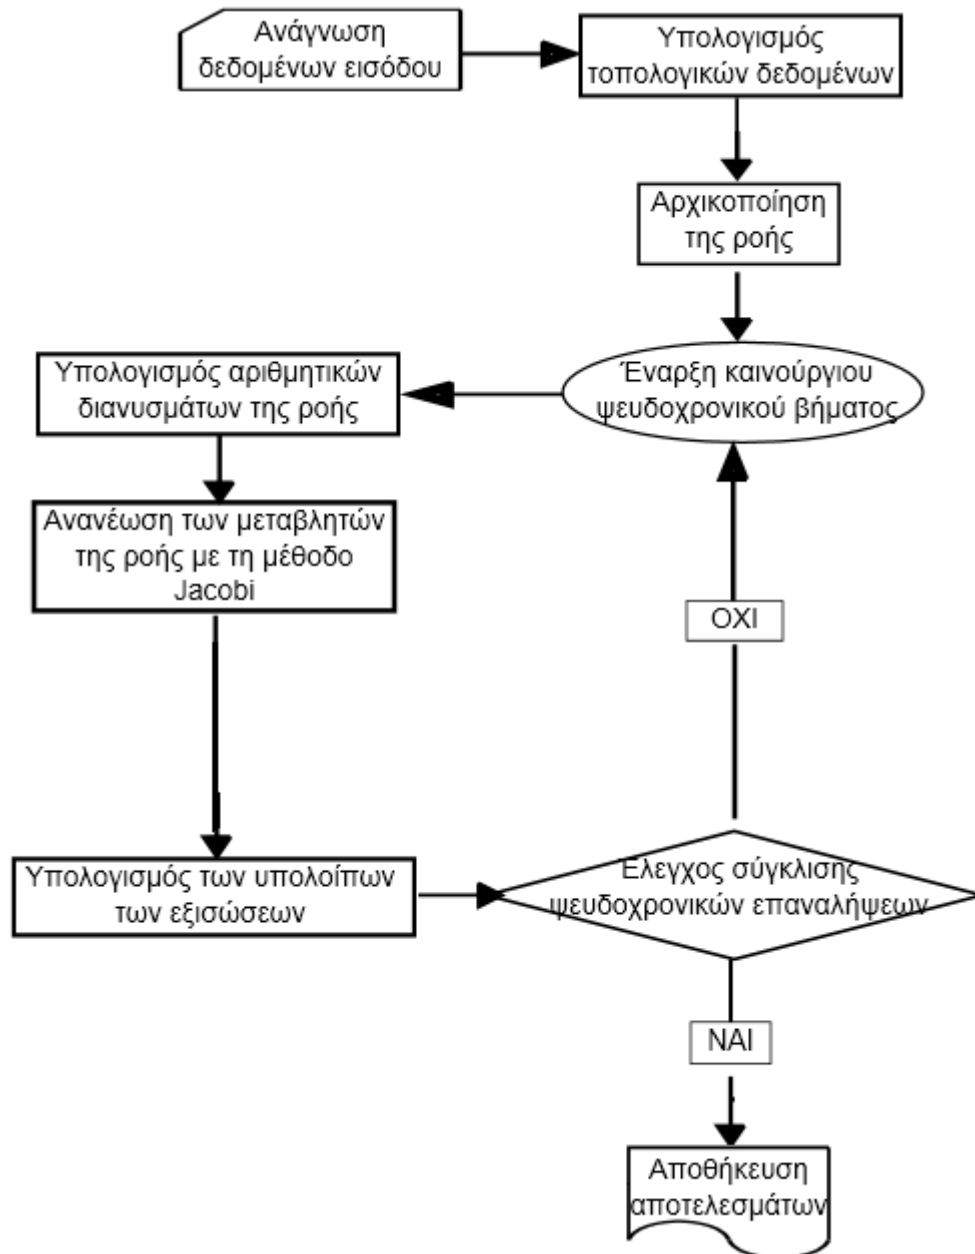 Ανάγνωση
δεδομένων εισόδου
Υπολογισμός
τοπολογικών δεδομένων
Αρχικοποίηση
της ροής
Έναρξη καινούργιου
ψευδοχρονικού βήματος
Υπολογισμός αριθμητικών
διανυσμάτων της ροής
Ανανέωση των μεταβλητών
της ροής με τη μέθοδο
Jacobi
Υπολογισμός των υπολοίπων
των εξισώσεων
Ελεγχος σύγκλισης
ψευδοχρονικών επαναλήψεων
ΟΧΙ
ΝΑΙ
Αποθήκευση
αποτελεσμάτων